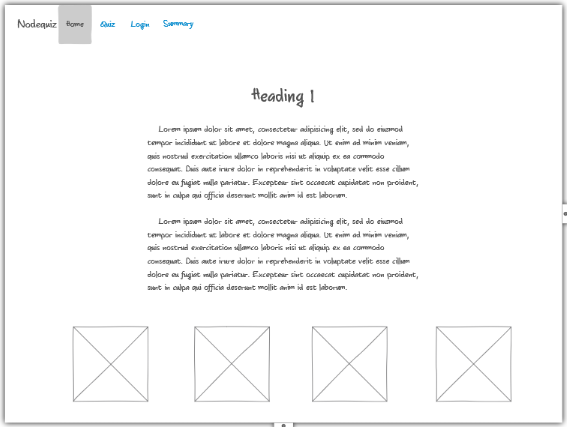 Nodequiz Home Quiz Login Summary
Heading 1
Lorem ipsum dolor sit amet, consectetur adipisicing elit, sed do eiusmod
tempor incididunt ut labore et dolore magna aliqua. Ut enim ad minim veniam,
quis nostrud exercitation ullamco laboris nisi ut aliquip ex ea commodo
consequat. Duis aute irure dolor in reprehenderit in voluptate velit esse cillum
dolore eu fugiat nulla pariatur. Excepteur sint occaecat cupidatat non proident,
sunt in culpa qui officia deserunt mollit anim id est laborum.
Lorem ipsum dolor sit amet, consectetur adipisicing elit, sed do eiusmod
tempor incididunt ut labore et dolore magna aliqua. Ut enim ad minim veniam,
quis nostrud exercitation ullamco laboris nisi ut aliquip ex ea commodo
consequat. Duis aute irure dolor in reprehenderit in voluptate velit esse cillum
dolore eu fugiat nulla pariatur. Excepteur sint occaecat cupidatat non proident,
sunt in culpa qui officia deserunt mollit anim id est laborum.